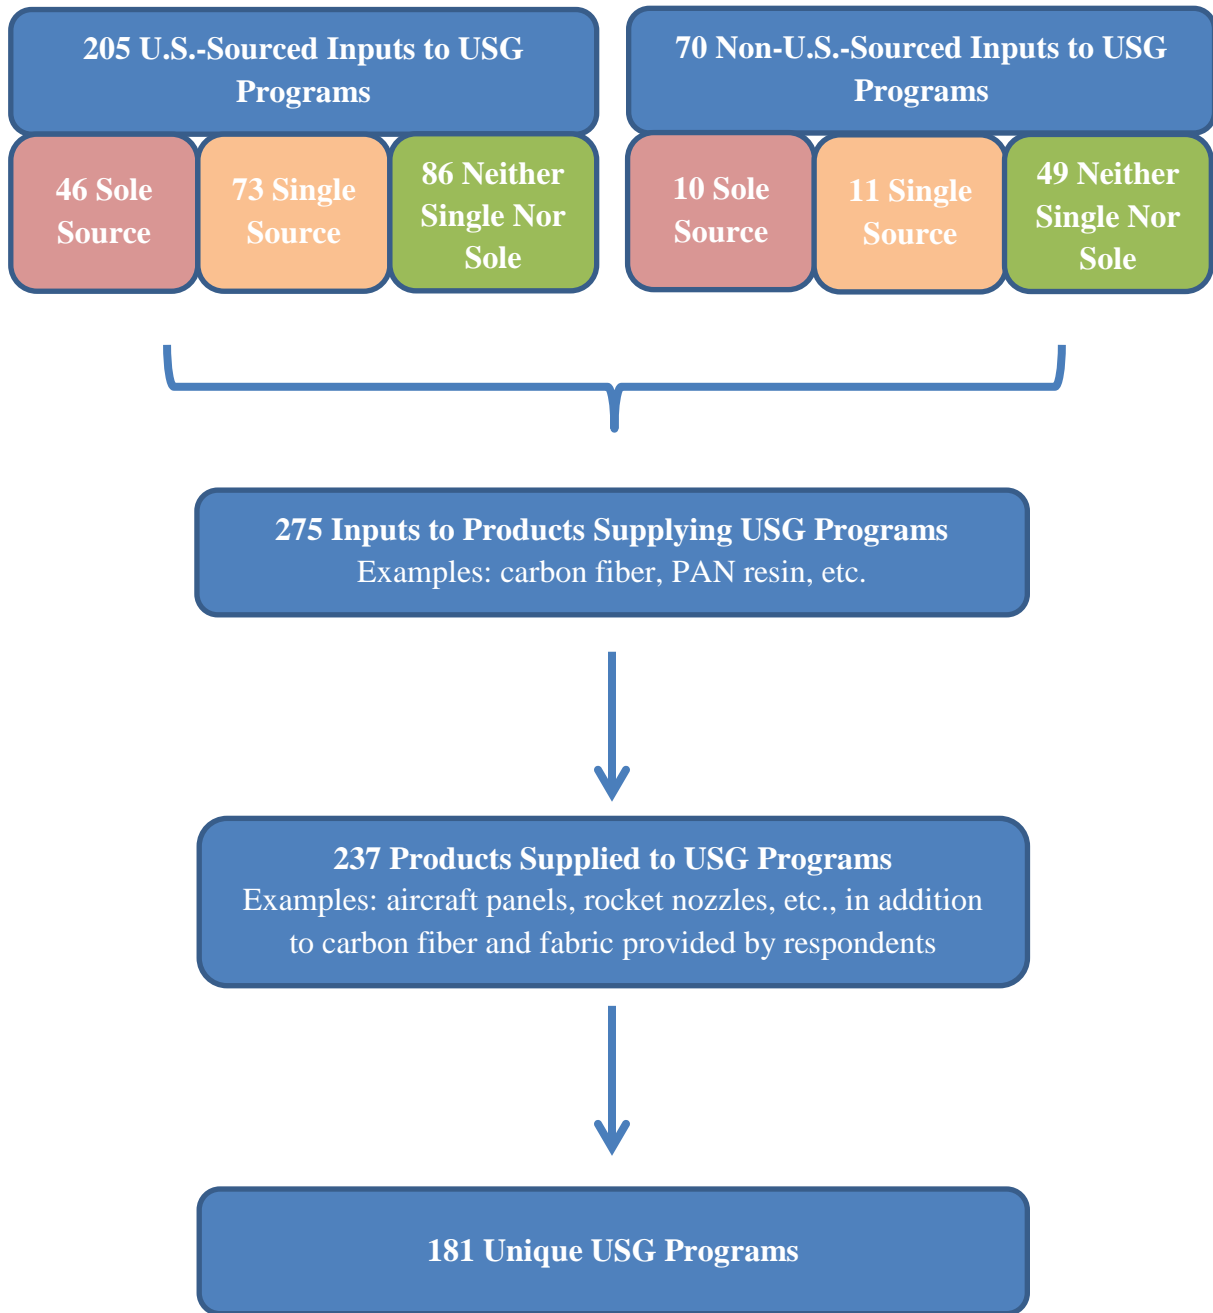 205 U.S.-Sourced Inputs to USG
Programs
70 Non-U.S.-Sourced Inputs to USG
Programs
46 Sole
Source
73 Single
Source
86 Neither
Single Nor
Sole
10 Sole
Source
11 Single
Source
49 Neither
Single Nor
Sole
275 Inputs to Products Supplying USG Programs
Examples: carbon fiber, PAN resin, etc.
237 Products Supplied to USG Programs
Examples: aircraft panels, rocket nozzles, etc., in addition
to carbon fiber and fabric provided by respondents
181 Unique USG Programs